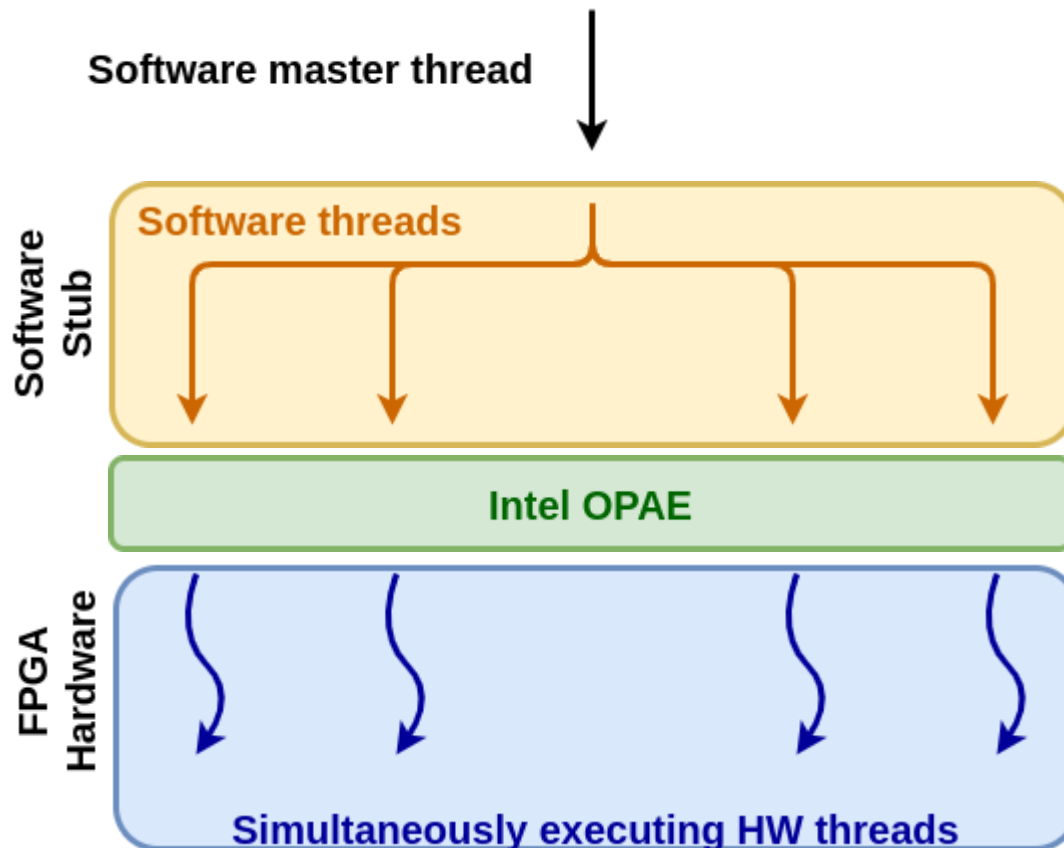 Software master thread
Software
Stub
Software threads
Intel OPAE
FPGA
Hardware
Simultaneously executing HW threads